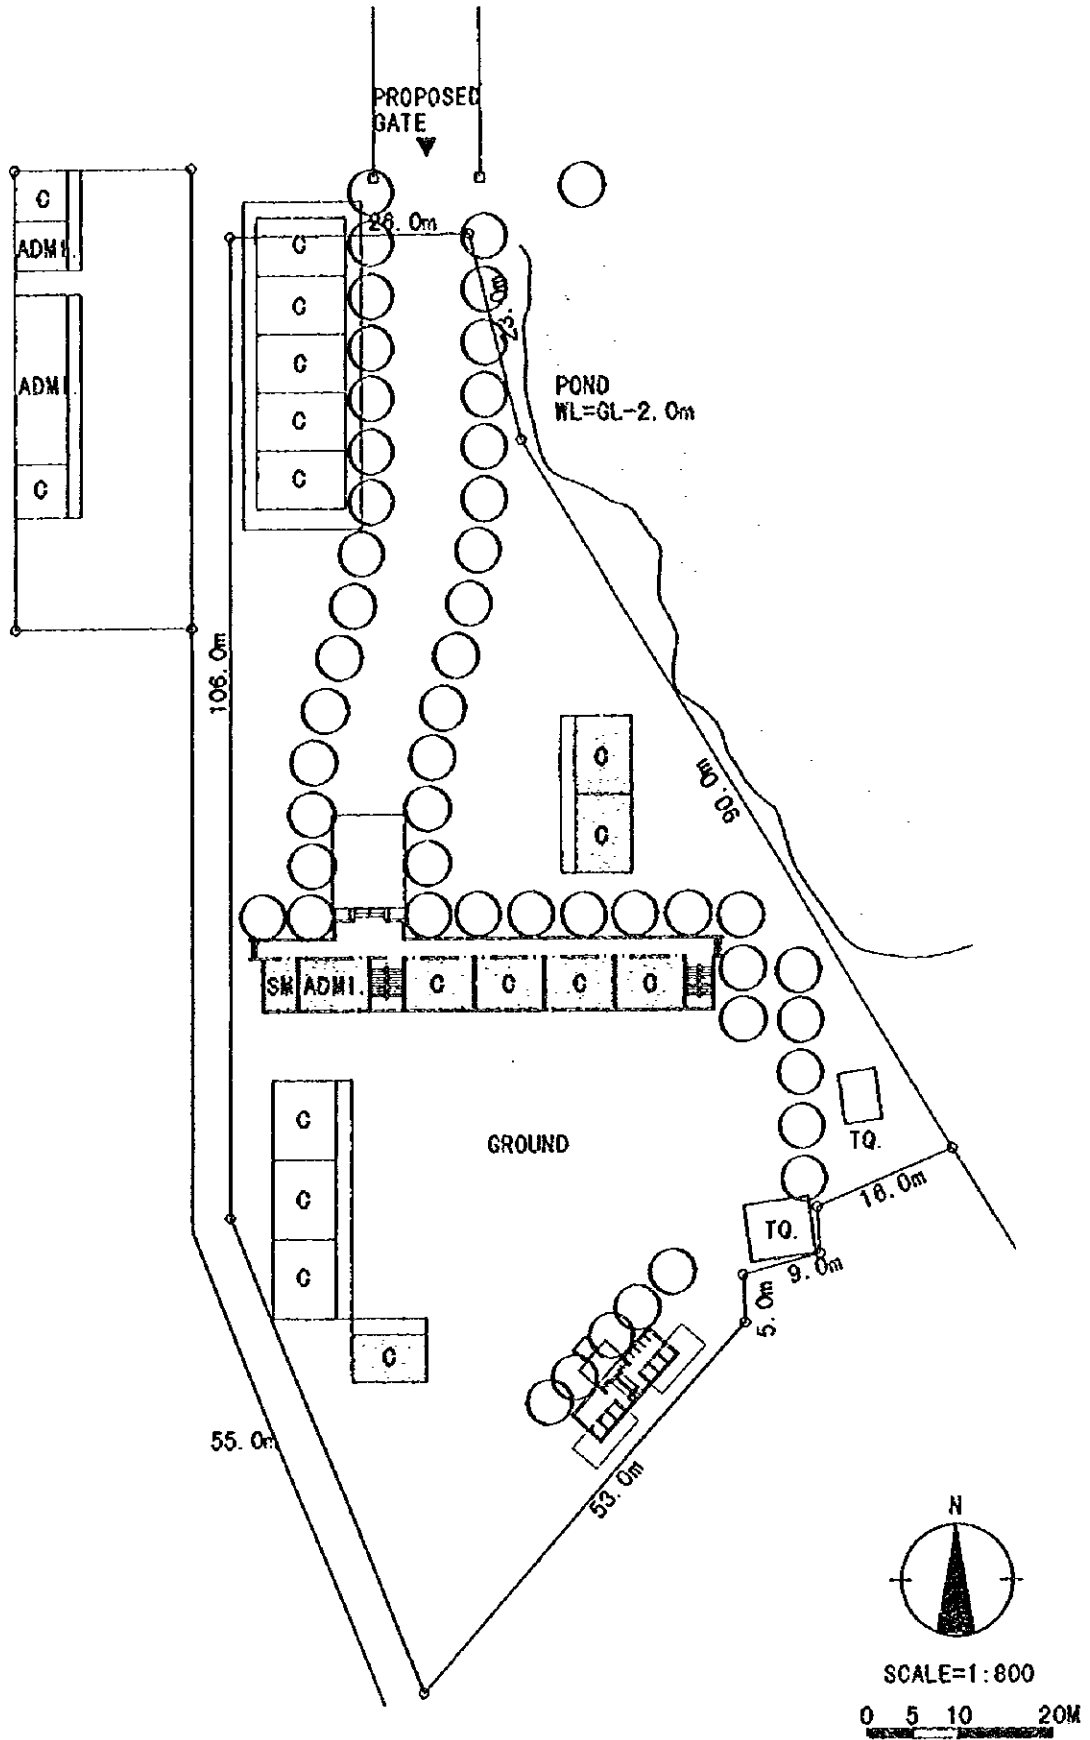 PROPOSED
GATE
C
ADMI.
ADMI.
C
26.0m
C
C
C
C
C
23.0m
POND
WL=GL-2.0m
106.0m
C
C
90.0m
SM ADMI. C C C C
C
C
C
C
GROUND
TQ.
18.0m
TQ.
9.0m
5.0m
55.0m
53.0m
N
SCALE=1:800
0 5 10 20M